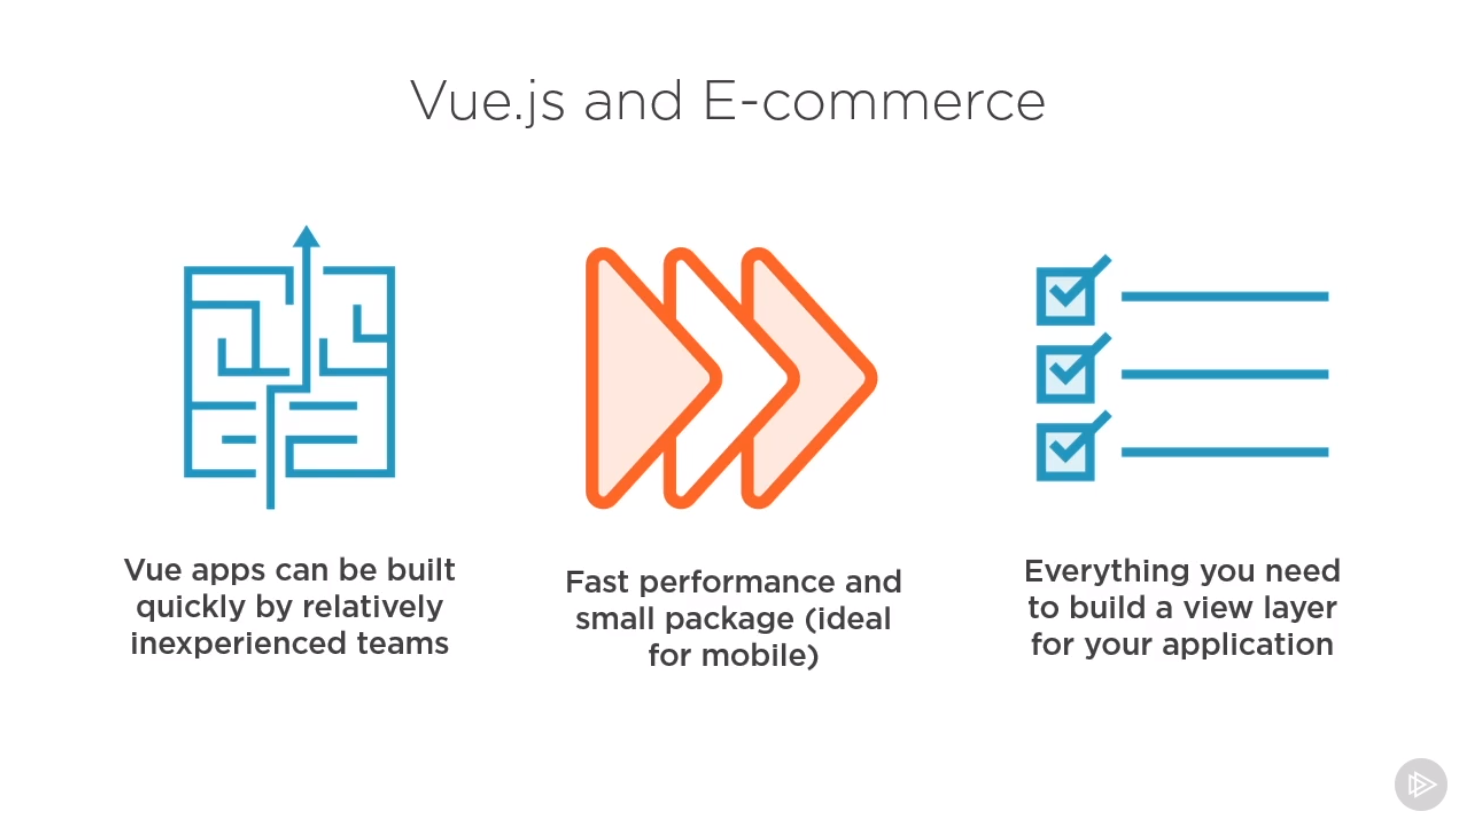 Vue.js and E-commerce
Vue apps can be built
quickly by relatively
inexperienced teams
Fast performance and
small package (ideal
for mobile)
Everything you need
to build a view layer
for your application